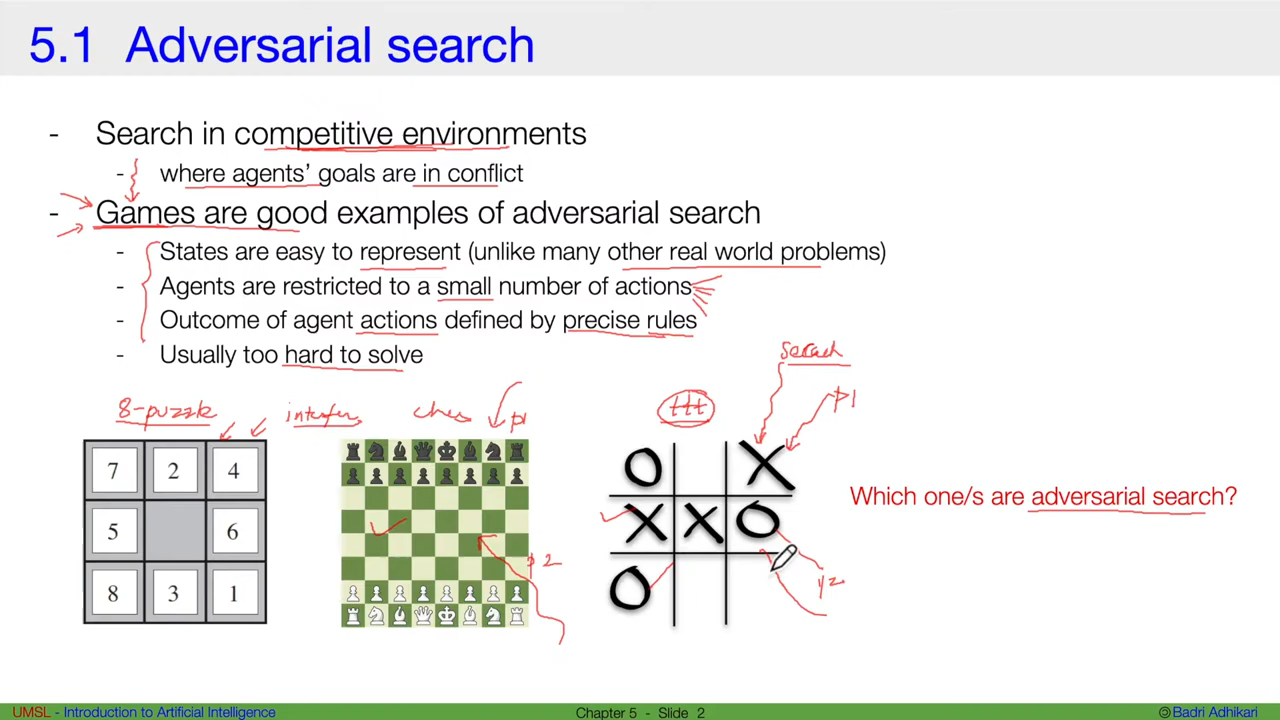 5.1 Adversarial search
- Search in competitive environments
- where agents' goals are in conflict
- Games are good examples of adversarial search
- States are easy to represent (unlike many other real world problems)
- Agents are restricted to a small number of actions
- Outcome of agent actions defined by precise rules
- Usually too hard to solve
8-puzzle
7 2 4
5 6
8 3 1
chess
p1
ttt
p1
O X
X X O
O
Which one/s are adversarial search?
UMSL - Introduction to Artificial Intelligence
Chapter 5 - Slide 2
© Badri Adhikari